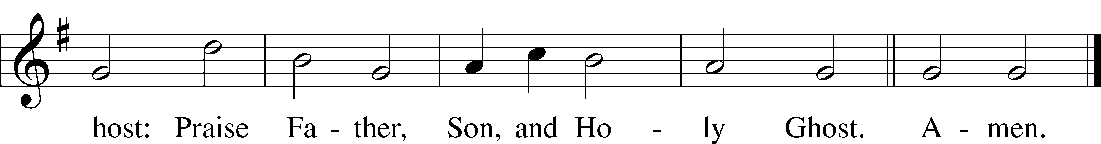 host: Praise Fa - ther, Son, and Ho - ly Ghost. A - men.